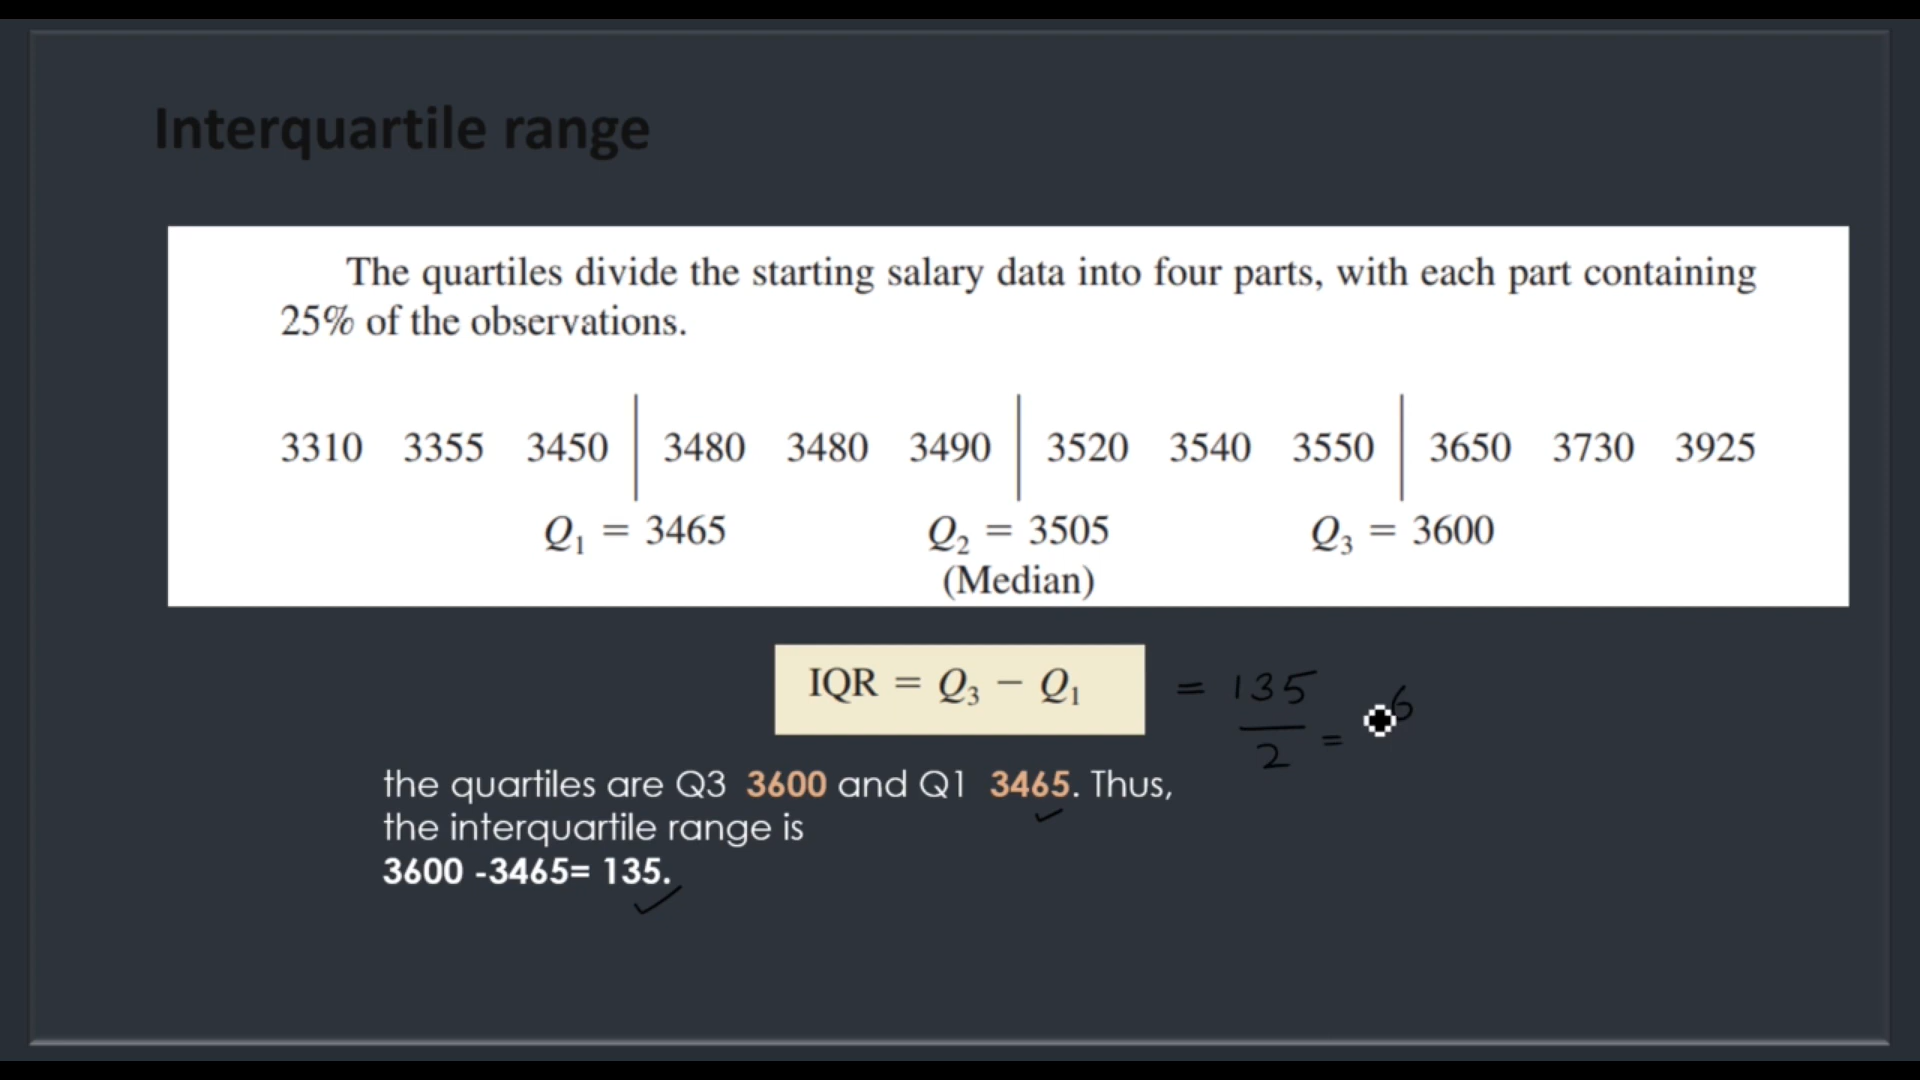 Interquartile range
The quartiles divide the starting salary data into four parts, with each part containing
25% of the observations.
3310 3355 3450 | 3480 3480 3490 | 3520 3540 3550 | 3650 3730 3925
Q₁ = 3465 Q₂ = 3505 Q₃ = 3600
(Median)
IQR = Q₃ − Q₁ = 135
2 = 6
the quartiles are Q3 3600 and Q1 3465. Thus,
the interquartile range is
3600 -3465= 135.